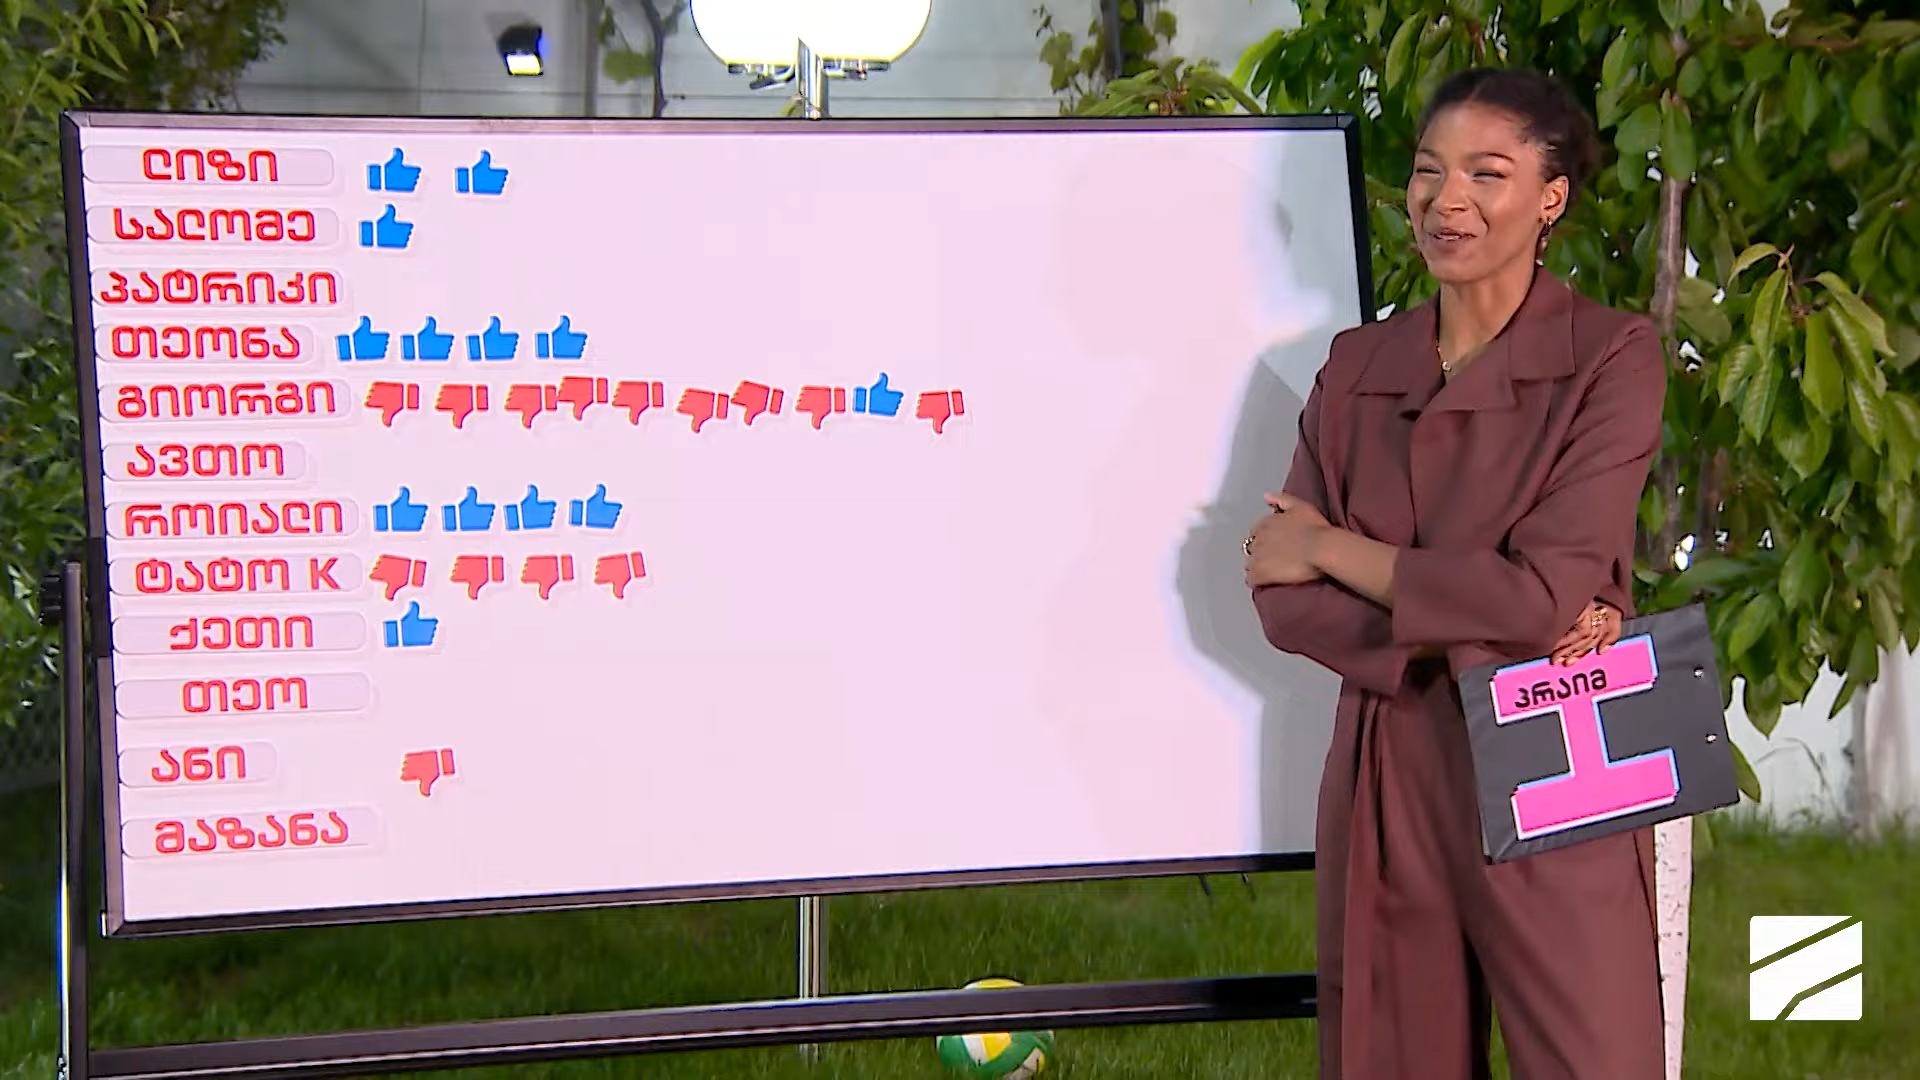 ლიზი
სალომე
პატრიკი
თეონა
გიორგი
ავთო
როიალი
ტატო K
ქეთი
თეო
ანი
მაზანა
პრაიმ